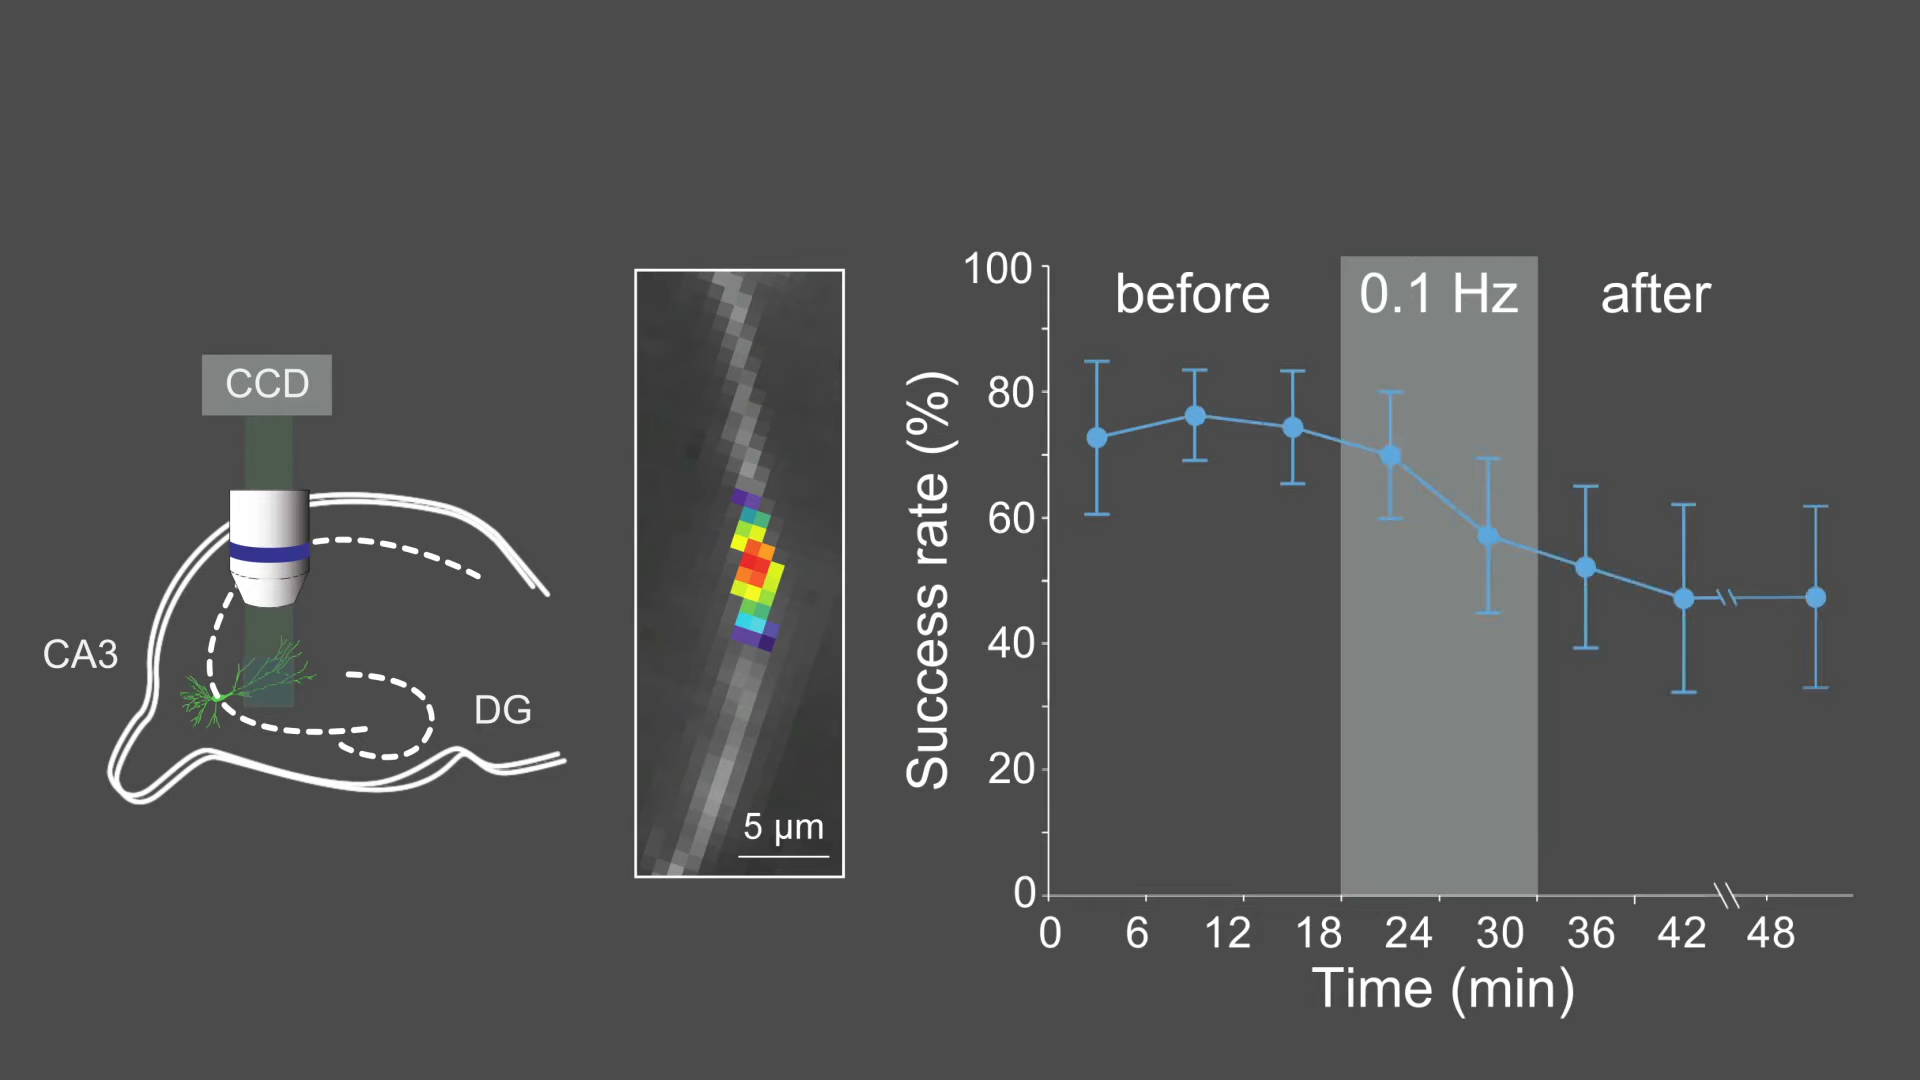 CCD
CA3
DG
5 µm
Success rate (%)
100
80
60
40
20
0
before
0.1 Hz
after
0 6 12 18 24 30 36 42 48
Time (min)